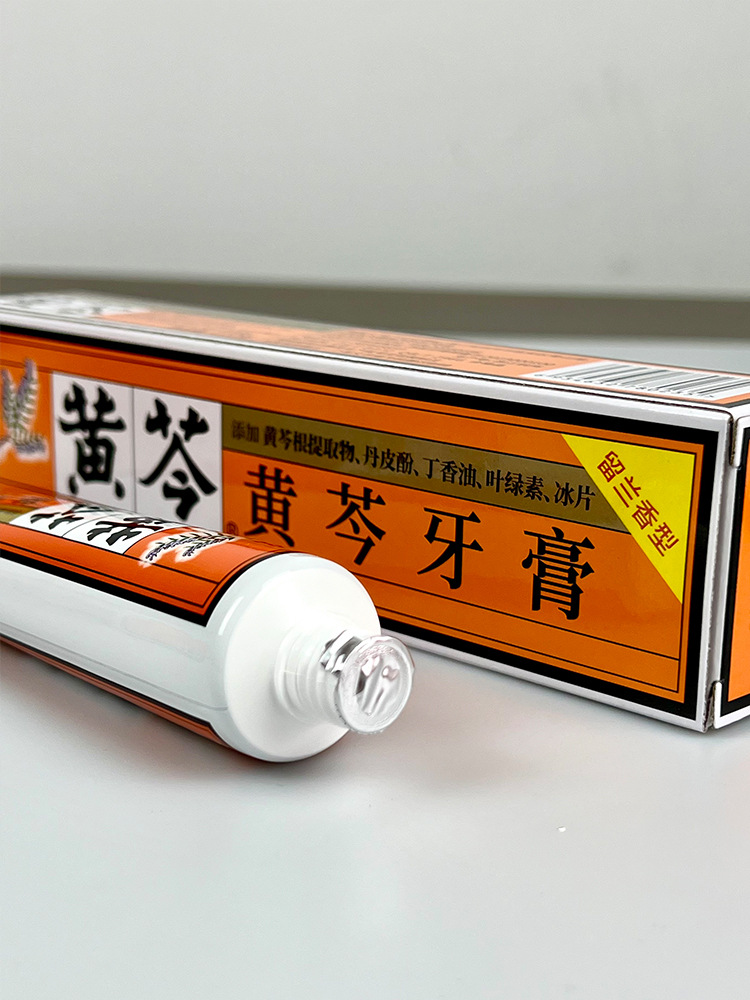 黄芩
添加 黄芩根提取物、丹皮酚、丁香油、叶绿素、冰片
黄芩牙膏
留兰香型